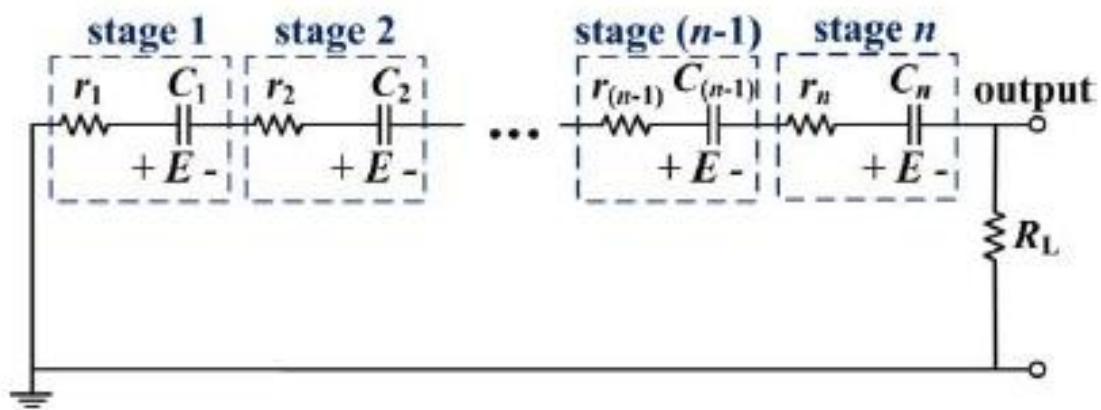 stage 1 stage 2 stage (n-1) stage n
r1 C1 r2 C2 r(n-1) C(n-1) rn Cn output
...
+ E - + E - + E - + E -
RL